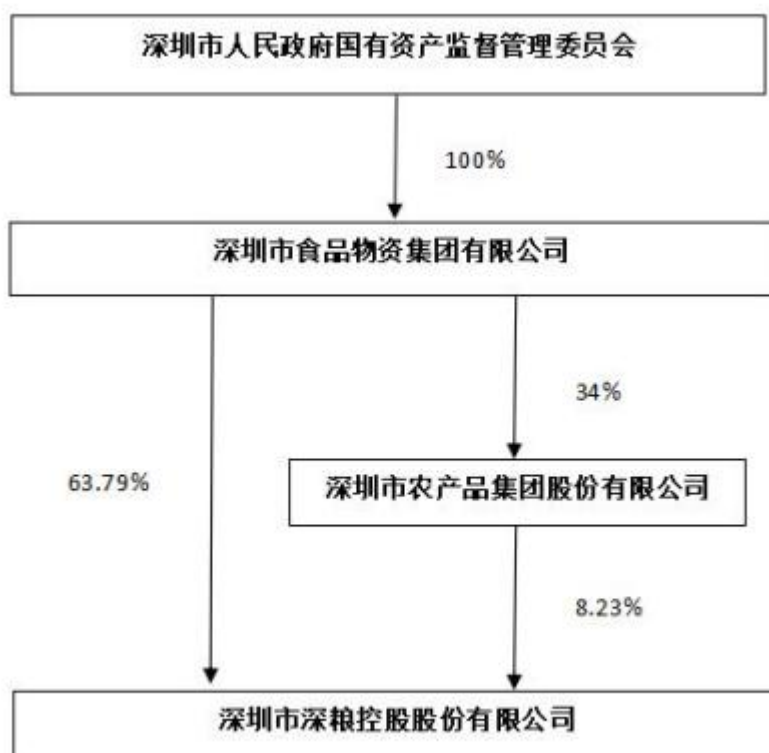 深圳市人民政府国有资产监督管理委员会
100%
深圳市食品物资集团有限公司
34%
63.79%
深圳市农产品集团股份有限公司
8.23%
深圳市深粮控股股份有限公司